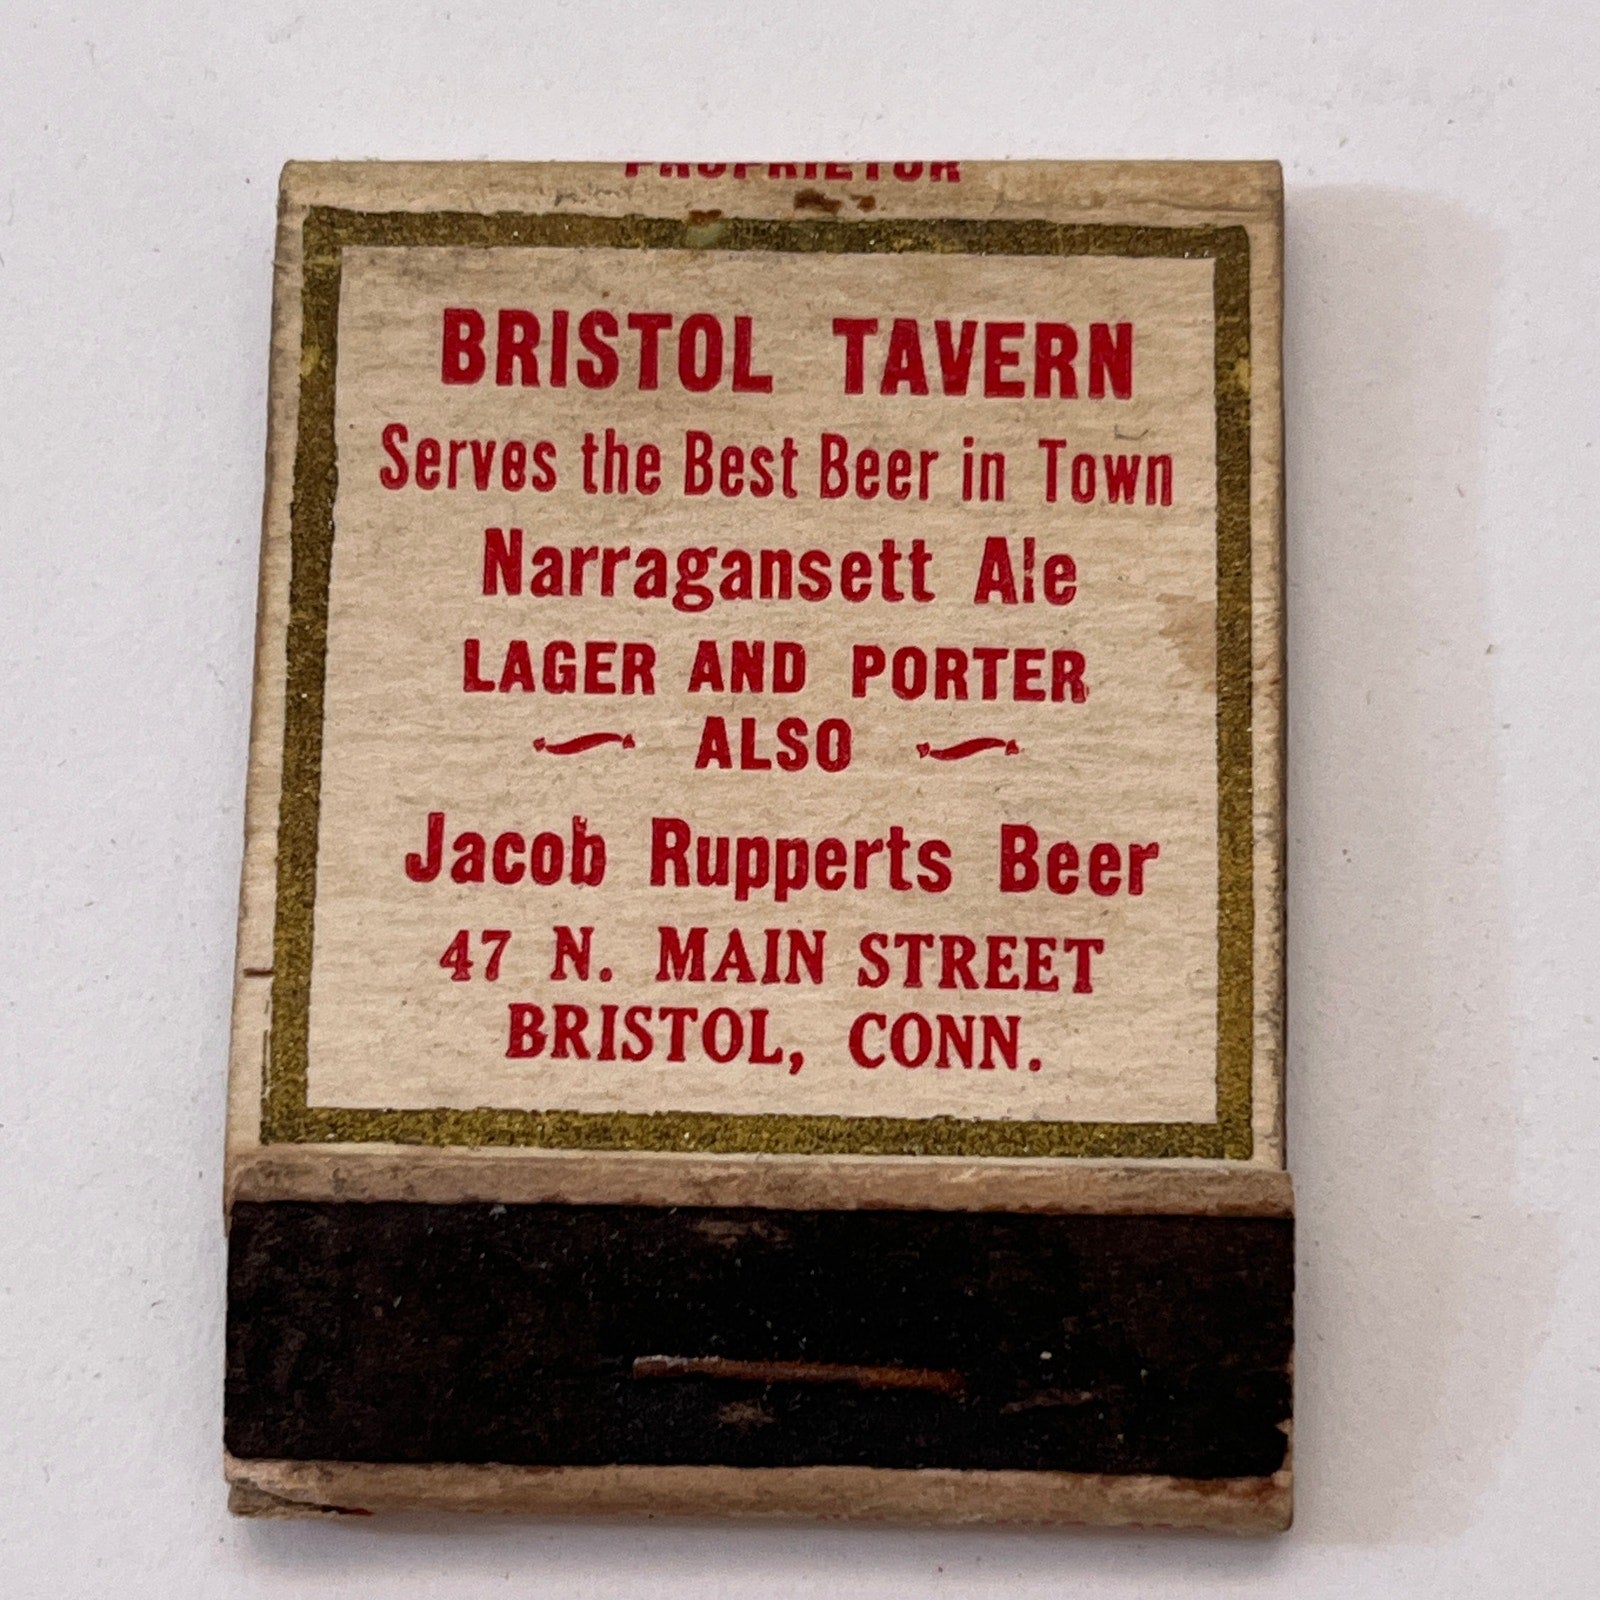 PROPRIETOR
BRISTOL TAVERN
Serves the Best Beer in Town
Narragansett Ale
LAGER AND PORTER
ALSO
Jacob Rupperts Beer
47 N. MAIN STREET
BRISTOL, CONN.